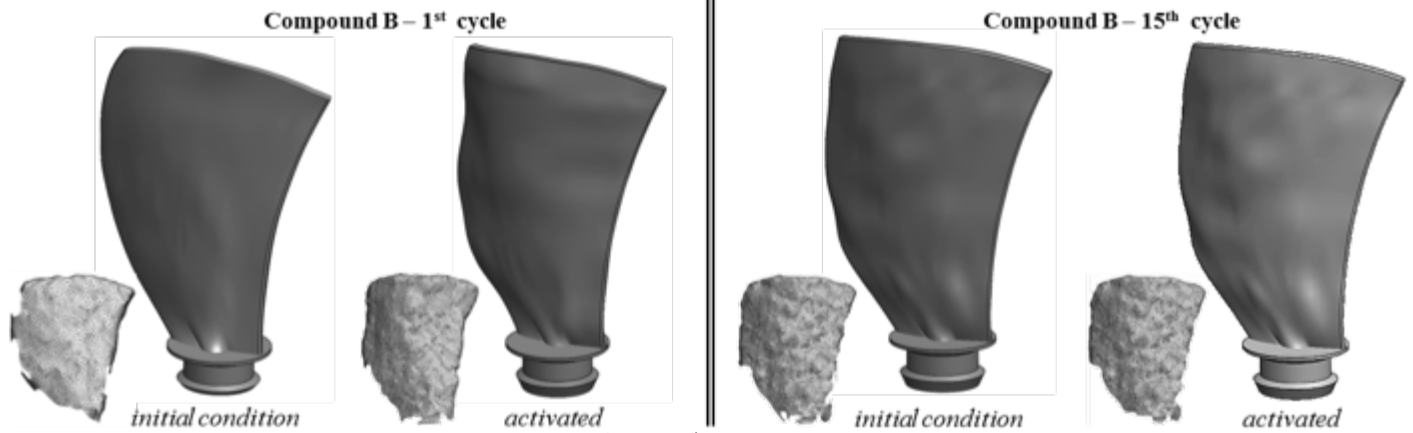 Compound B – 1st cycle
initial condition
activated
Compound B – 15th cycle
initial condition
activated